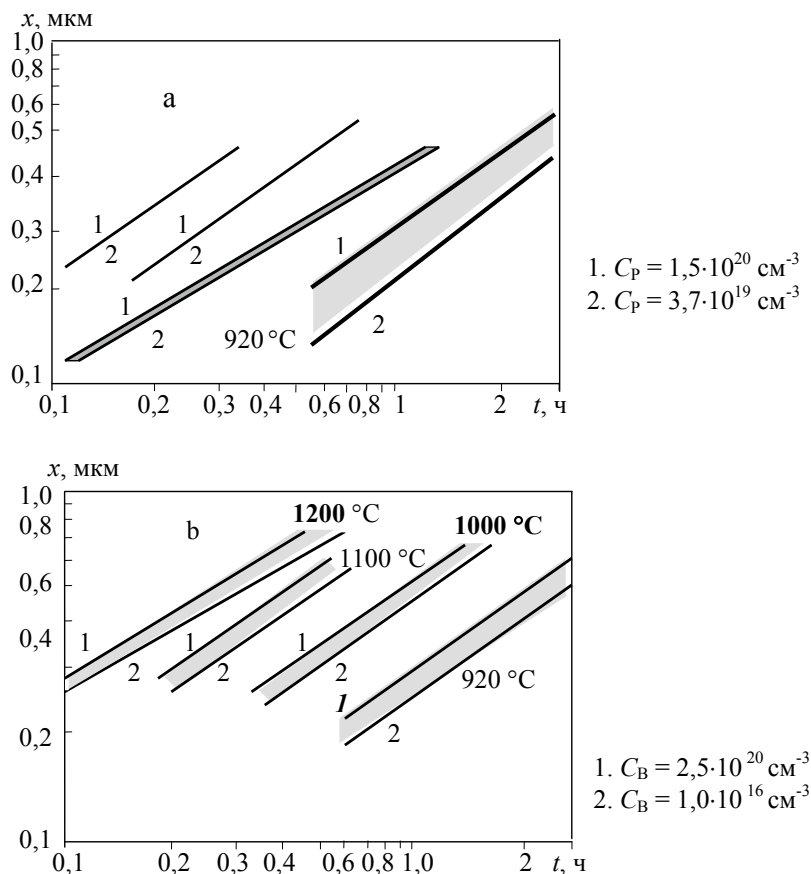 x, мкм
1,0
0,8
0,6
0,5
0,4
0,3
0,2
0,1
а
1
2
1
2
1
2
1
2
920 °C
0,1 0,2 0,3 0,4 0,6 0,8 1 2 t, ч
1. C_P = 1,5·10^20 см^-3
2. C_P = 3,7·10^19 см^-3
x, мкм
1,0
0,8
0,6
0,4
0,2
0,1
b
1200 °C
1100 °C
1000 °C
920 °C
1
2
1
2
1
2
1
2
0,1 0,2 0,3 0,4 0,6 0,8 1,0 2 t, ч
1. C_B = 2,5·10^20 см^-3
2. C_B = 1,0·10^16 см^-3